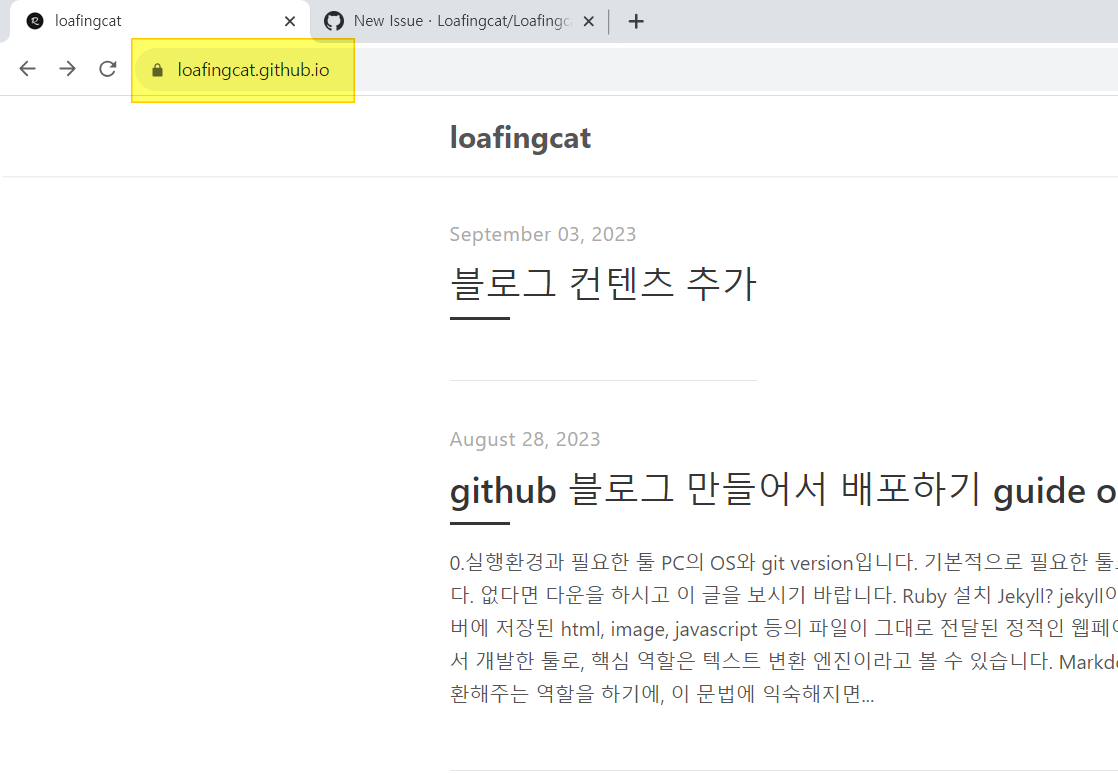 loafingcat
New Issue · Loafingcat/Loafingca
loafingcat.github.io
loafingcat
September 03, 2023
블로그 컨텐츠 추가
August 28, 2023
github 블로그 만들어서 배포하기 guide o
0.실행환경과 필요한 툴 PC의 OS와 git version입니다. 기본적으로 필요한 툴
다. 없다면 다운을 하시고 이 글을 보시기 바랍니다. Ruby 설치 Jekyll? jekyll이
버에 저장된 html, image, javascript 등의 파일이 그대로 전달된 정적인 웹페이
서 개발한 툴로, 핵심 역할은 텍스트 변환 엔진이라고 볼 수 있습니다. Markd
환해주는 역할을 하기에, 이 문법에 익숙해지면...